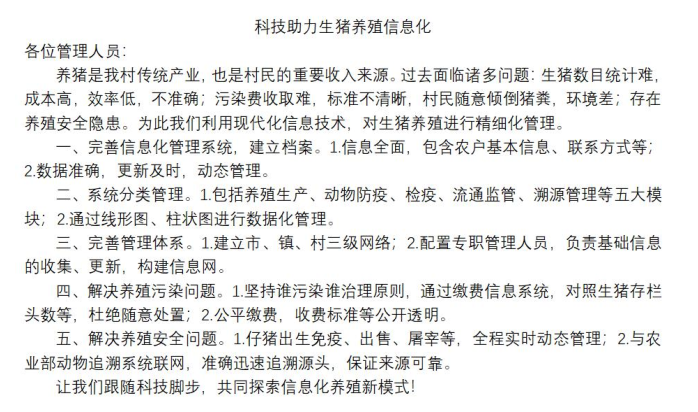 科技助力生猪养殖信息化
各位管理人员：
养猪是我村传统产业，也是村民的重要收入来源。过去面临诸多问题：生猪数目统计难，
成本高，效率低，不准确；污染费收取难，标准不清晰，村民随意倾倒猪粪，环境差；存在
养殖安全隐患。为此我们利用现代化信息技术，对生猪养殖进行精细化管理。
一、完善信息化管理系统，建立档案。1.信息全面，包含农户基本信息、联系方式等；
2.数据准确，更新及时，动态管理。
二、系统分类管理。1.包括养殖生产、动物防疫、检疫、流通监管、溯源管理等五大模
块；2.通过线形图、柱状图进行数据化管理。
三、完善管理体系。1.建立市、镇、村三级网络；2.配置专职管理人员，负责基础信息
的收集、更新，构建信息网。
四、解决养殖污染问题。1.坚持谁污染谁治理原则，通过缴费信息系统，对照生猪存栏
头数等，杜绝随意处置；2.公平缴费，收费标准等公开透明。
五、解决养殖安全问题。1.仔猪出生免疫、出售、屠宰等，全程实时动态管理；2.与农
业部动物追溯系统联网，准确迅速追溯源头，保证来源可靠。
让我们跟随科技脚步，共同探索信息化养殖新模式！